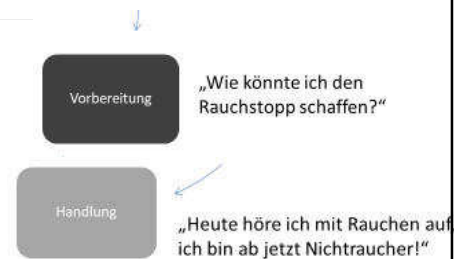 Vorbereitung
„Wie könnte ich den
Rauchstopp schaffen?“
Handlung
„Heute höre ich mit Rauchen auf,
ich bin ab jetzt Nichtraucher!“